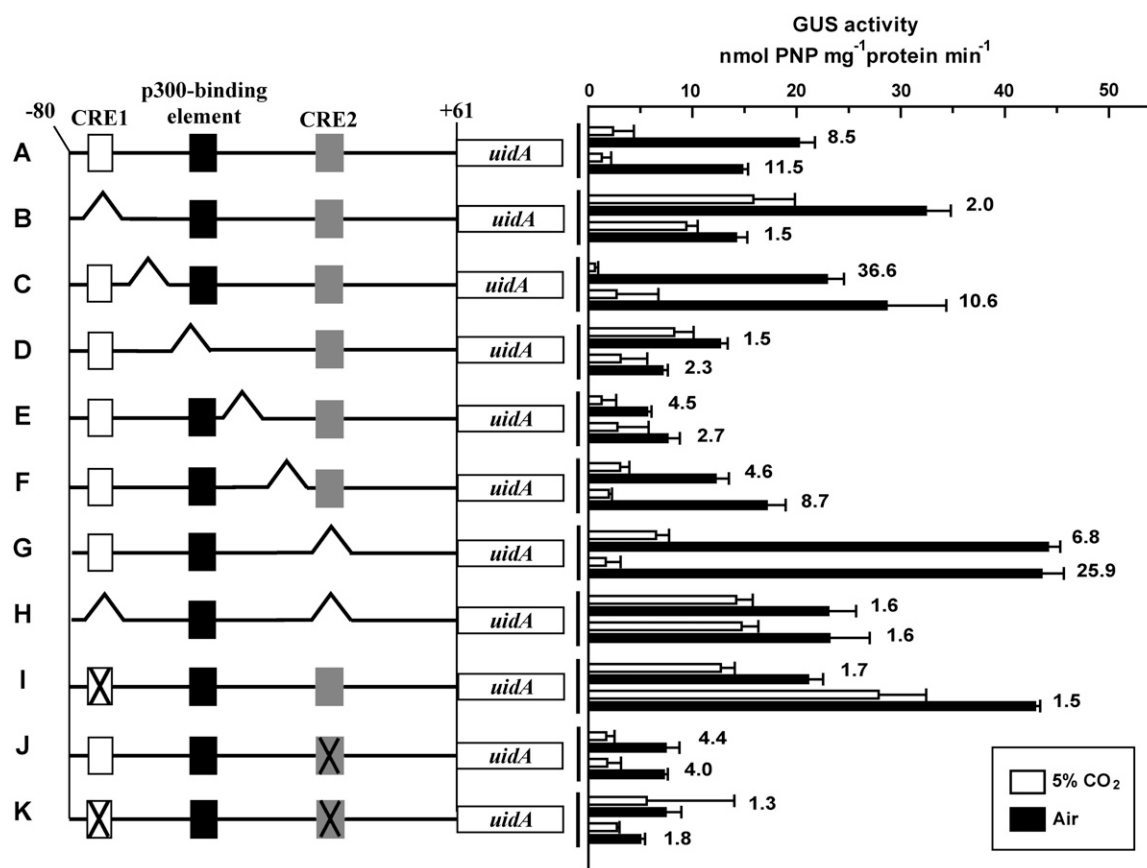 GUS activity
nmol PNP mg⁻¹protein min⁻¹
0 10 20 30 40 50
p300-binding
element
-80 CRE1 CRE2 +61
A uidA 8.5
11.5
B uidA 2.0
1.5
C uidA 36.6
10.6
D uidA 1.5
2.3
E uidA 4.5
2.7
F uidA 4.6
8.7
G uidA 6.8
25.9
H uidA 1.6
1.6
I uidA 1.7
1.5
J uidA 4.4
4.0
K uidA 1.3
1.8
5% CO₂
Air